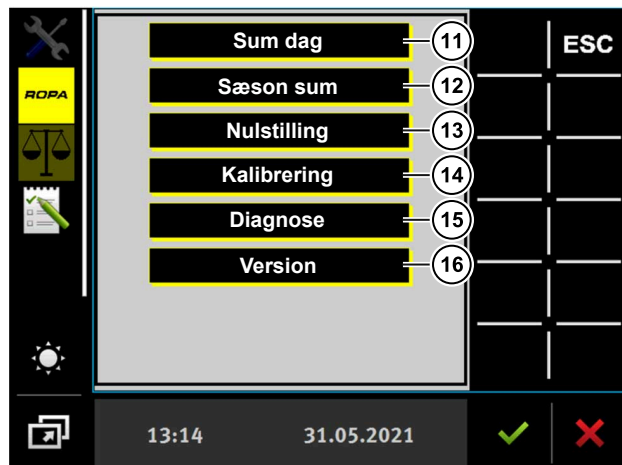 Sum dag 11 ESC
Sæson sum 12
ROPA
Nulstilling 13
Kalibrering 14
Diagnose 15
Version 16
13:14 31.05.2021